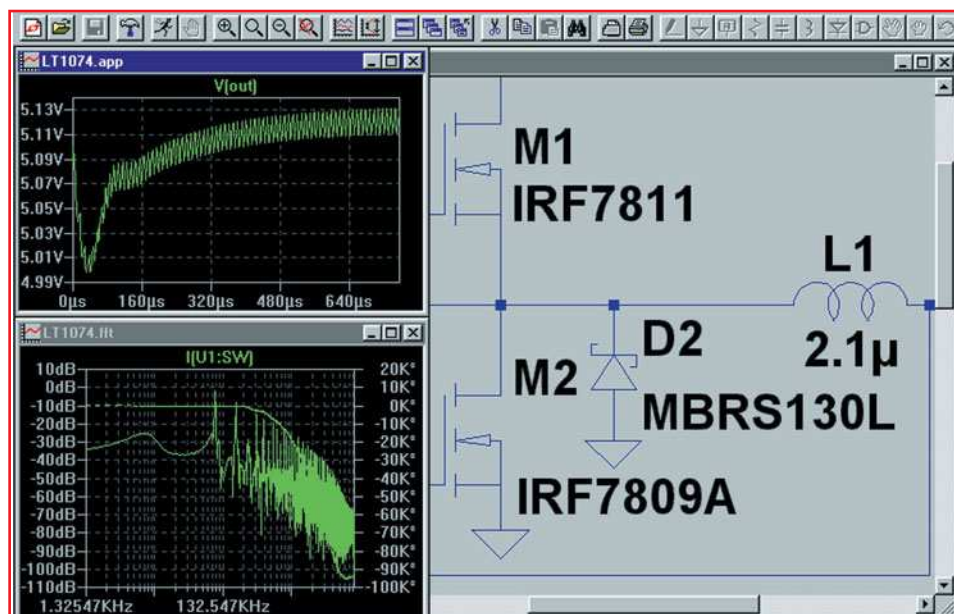 LT1074.app
V(out)
5.13V
5.11V
5.09V
5.07V
5.05V
5.03V
5.01V
4.99V
0µs 160µs 320µs 480µs 640µs
LT1074.fft
I(U1:SW)
10dB 20K°
0dB 10K°
-10dB 0K°
-20dB -10K°
-30dB -20K°
-40dB -30K°
-50dB -40K°
-60dB -50K°
-70dB -60K°
-80dB -70K°
-90dB -80K°
-100dB -90K°
-110dB -100K°
1.32547KHz 132.547KHz
M1
IRF7811
L1
2.1µ
D2
MBRS130L
M2
IRF7809A